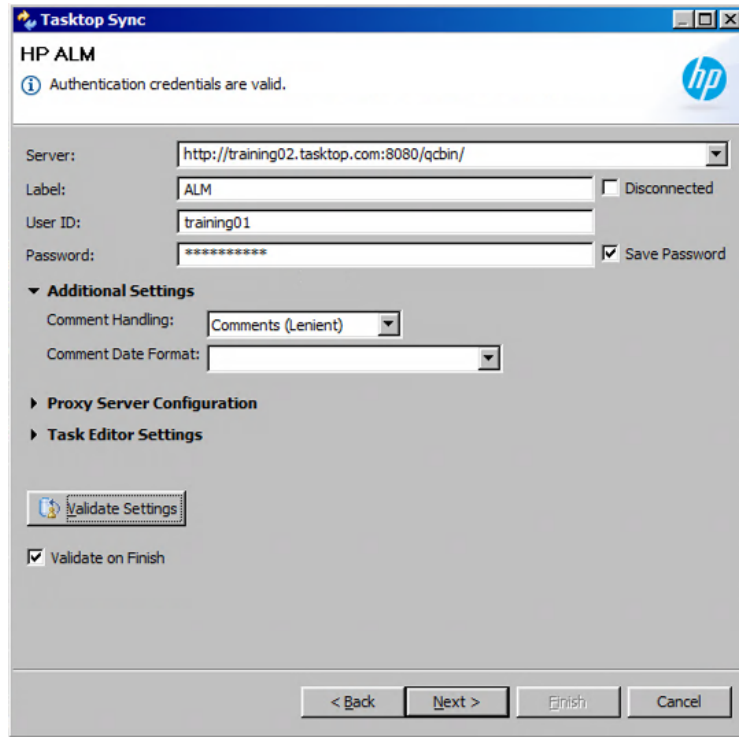 Tasktop Sync
HP ALM
Authentication credentials are valid.
hp
Server: http://training02.tasktop.com:8080/qcbin/
Label: ALM Disconnected
User ID: training01
Password: ********** Save Password
Additional Settings
Comment Handling: Comments (Lenient)
Comment Date Format:
Proxy Server Configuration
Task Editor Settings
Validate Settings
Validate on Finish
< Back Next > Finish Cancel